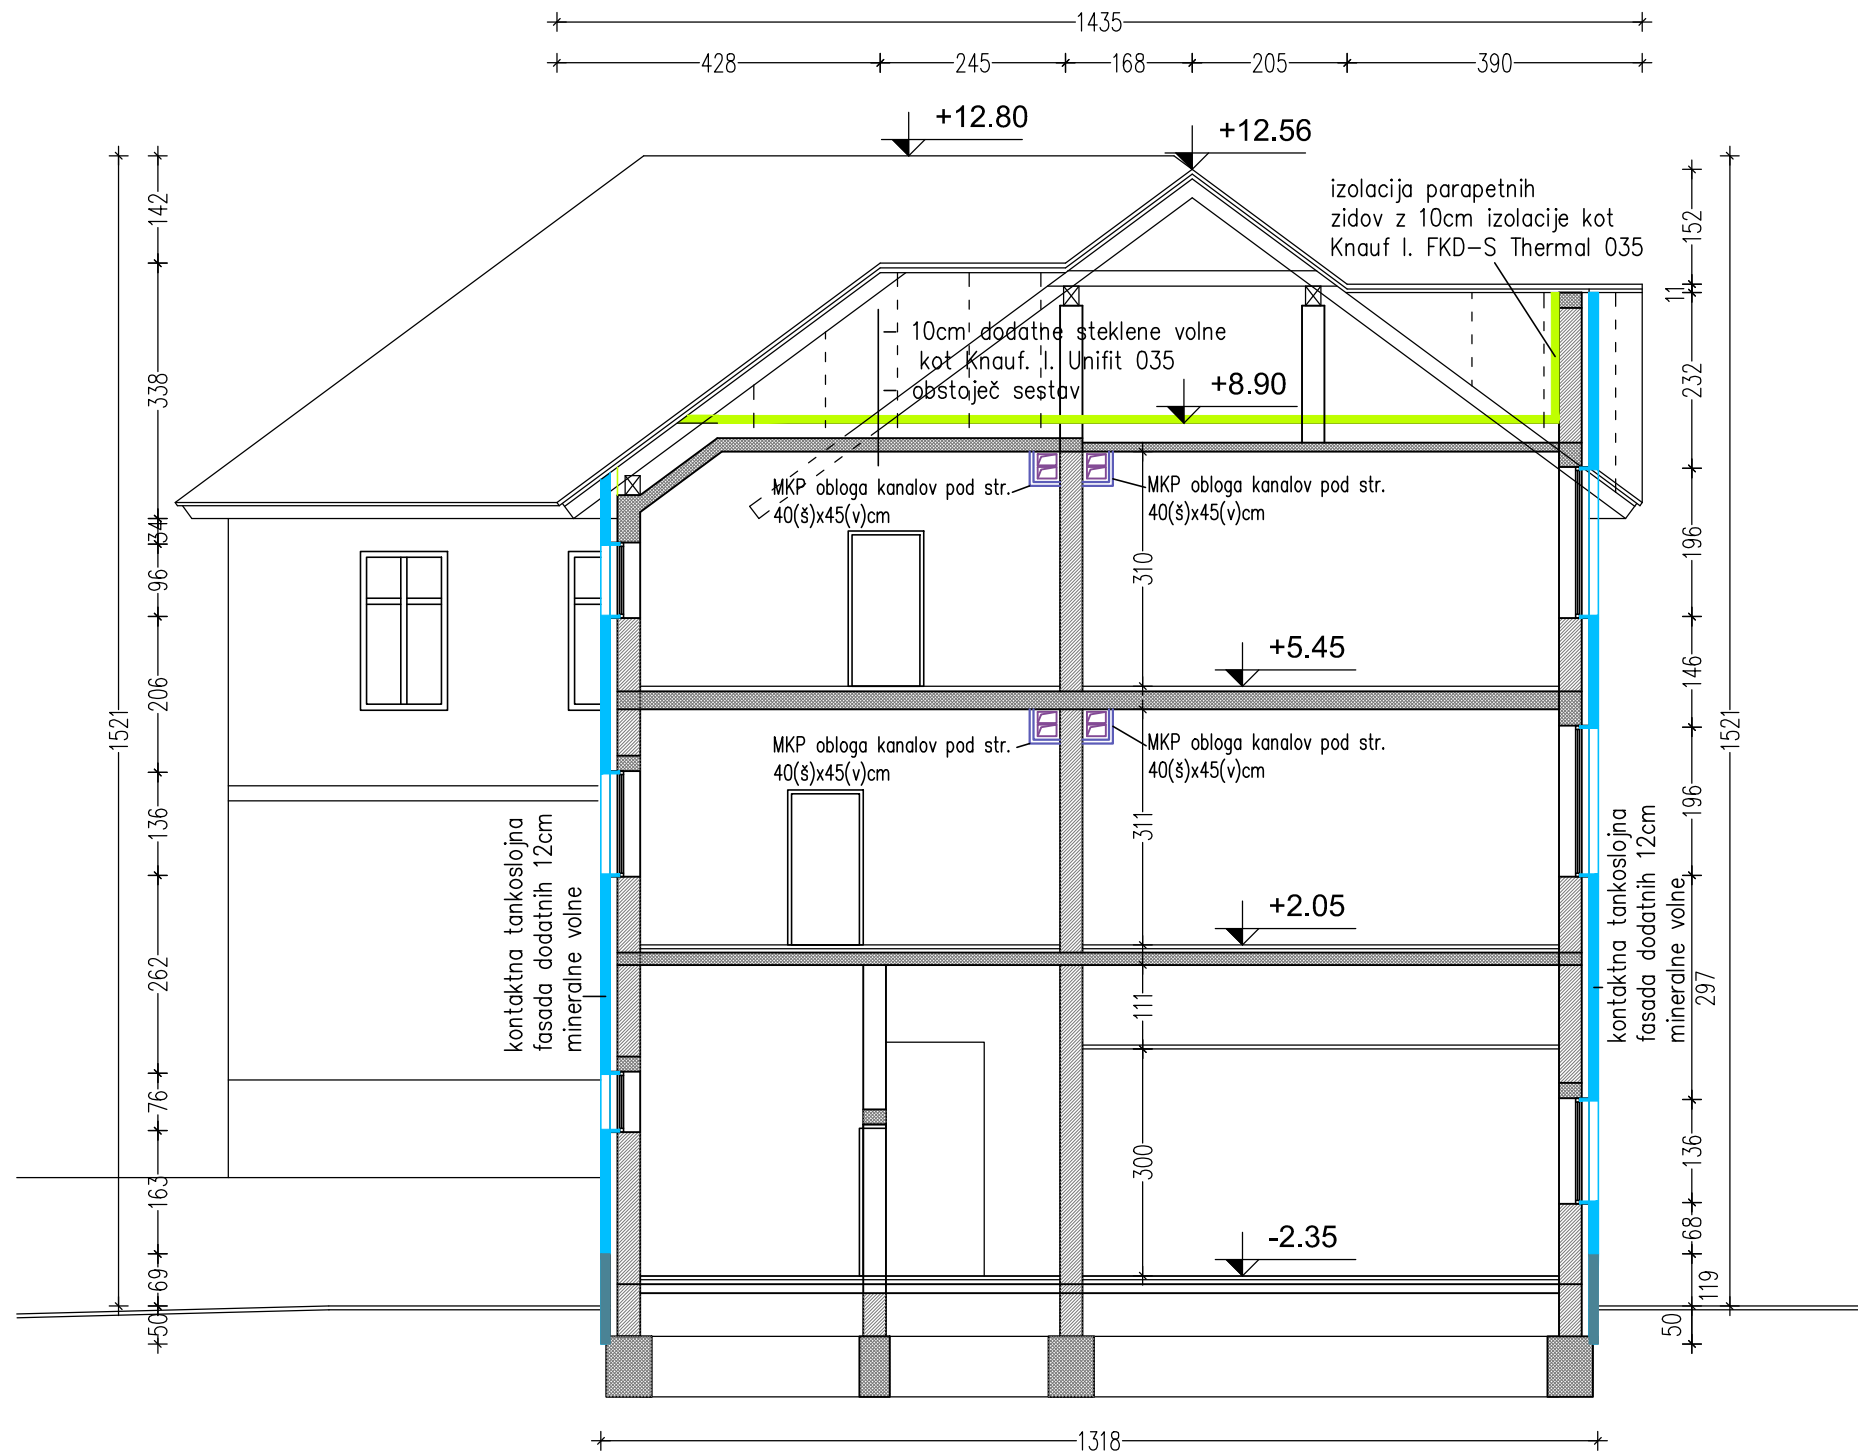 1435
428
245
168
205
390
+12.80
+12.56
izolacija parapetnih
zidov z 10cm izolacije kot
Knauf I. FKD-S Thermal 035
10cm dodatne steklene volne
kot Knauf. I. Unifit 035
obstoječ sestav
+8.90
MKP obloga kanalov pod str.
40(š)x45(v)cm
MKP obloga kanalov pod str.
40(š)x45(v)cm
310
+5.45
MKP obloga kanalov pod str.
40(š)x45(v)cm
MKP obloga kanalov pod str.
40(š)x45(v)cm
311
+2.05
111
300
-2.35
kontaktna tankoslojna
fasada dodatnih 12cm
mineralne volne
kontaktna tankoslojna
fasada dodatnih 12cm
mineralne volne
1521
142
338
34
96
206
136
262
76
163
69
50
152
11
232
196
146
196
297
136
68
119
50
1521
1318